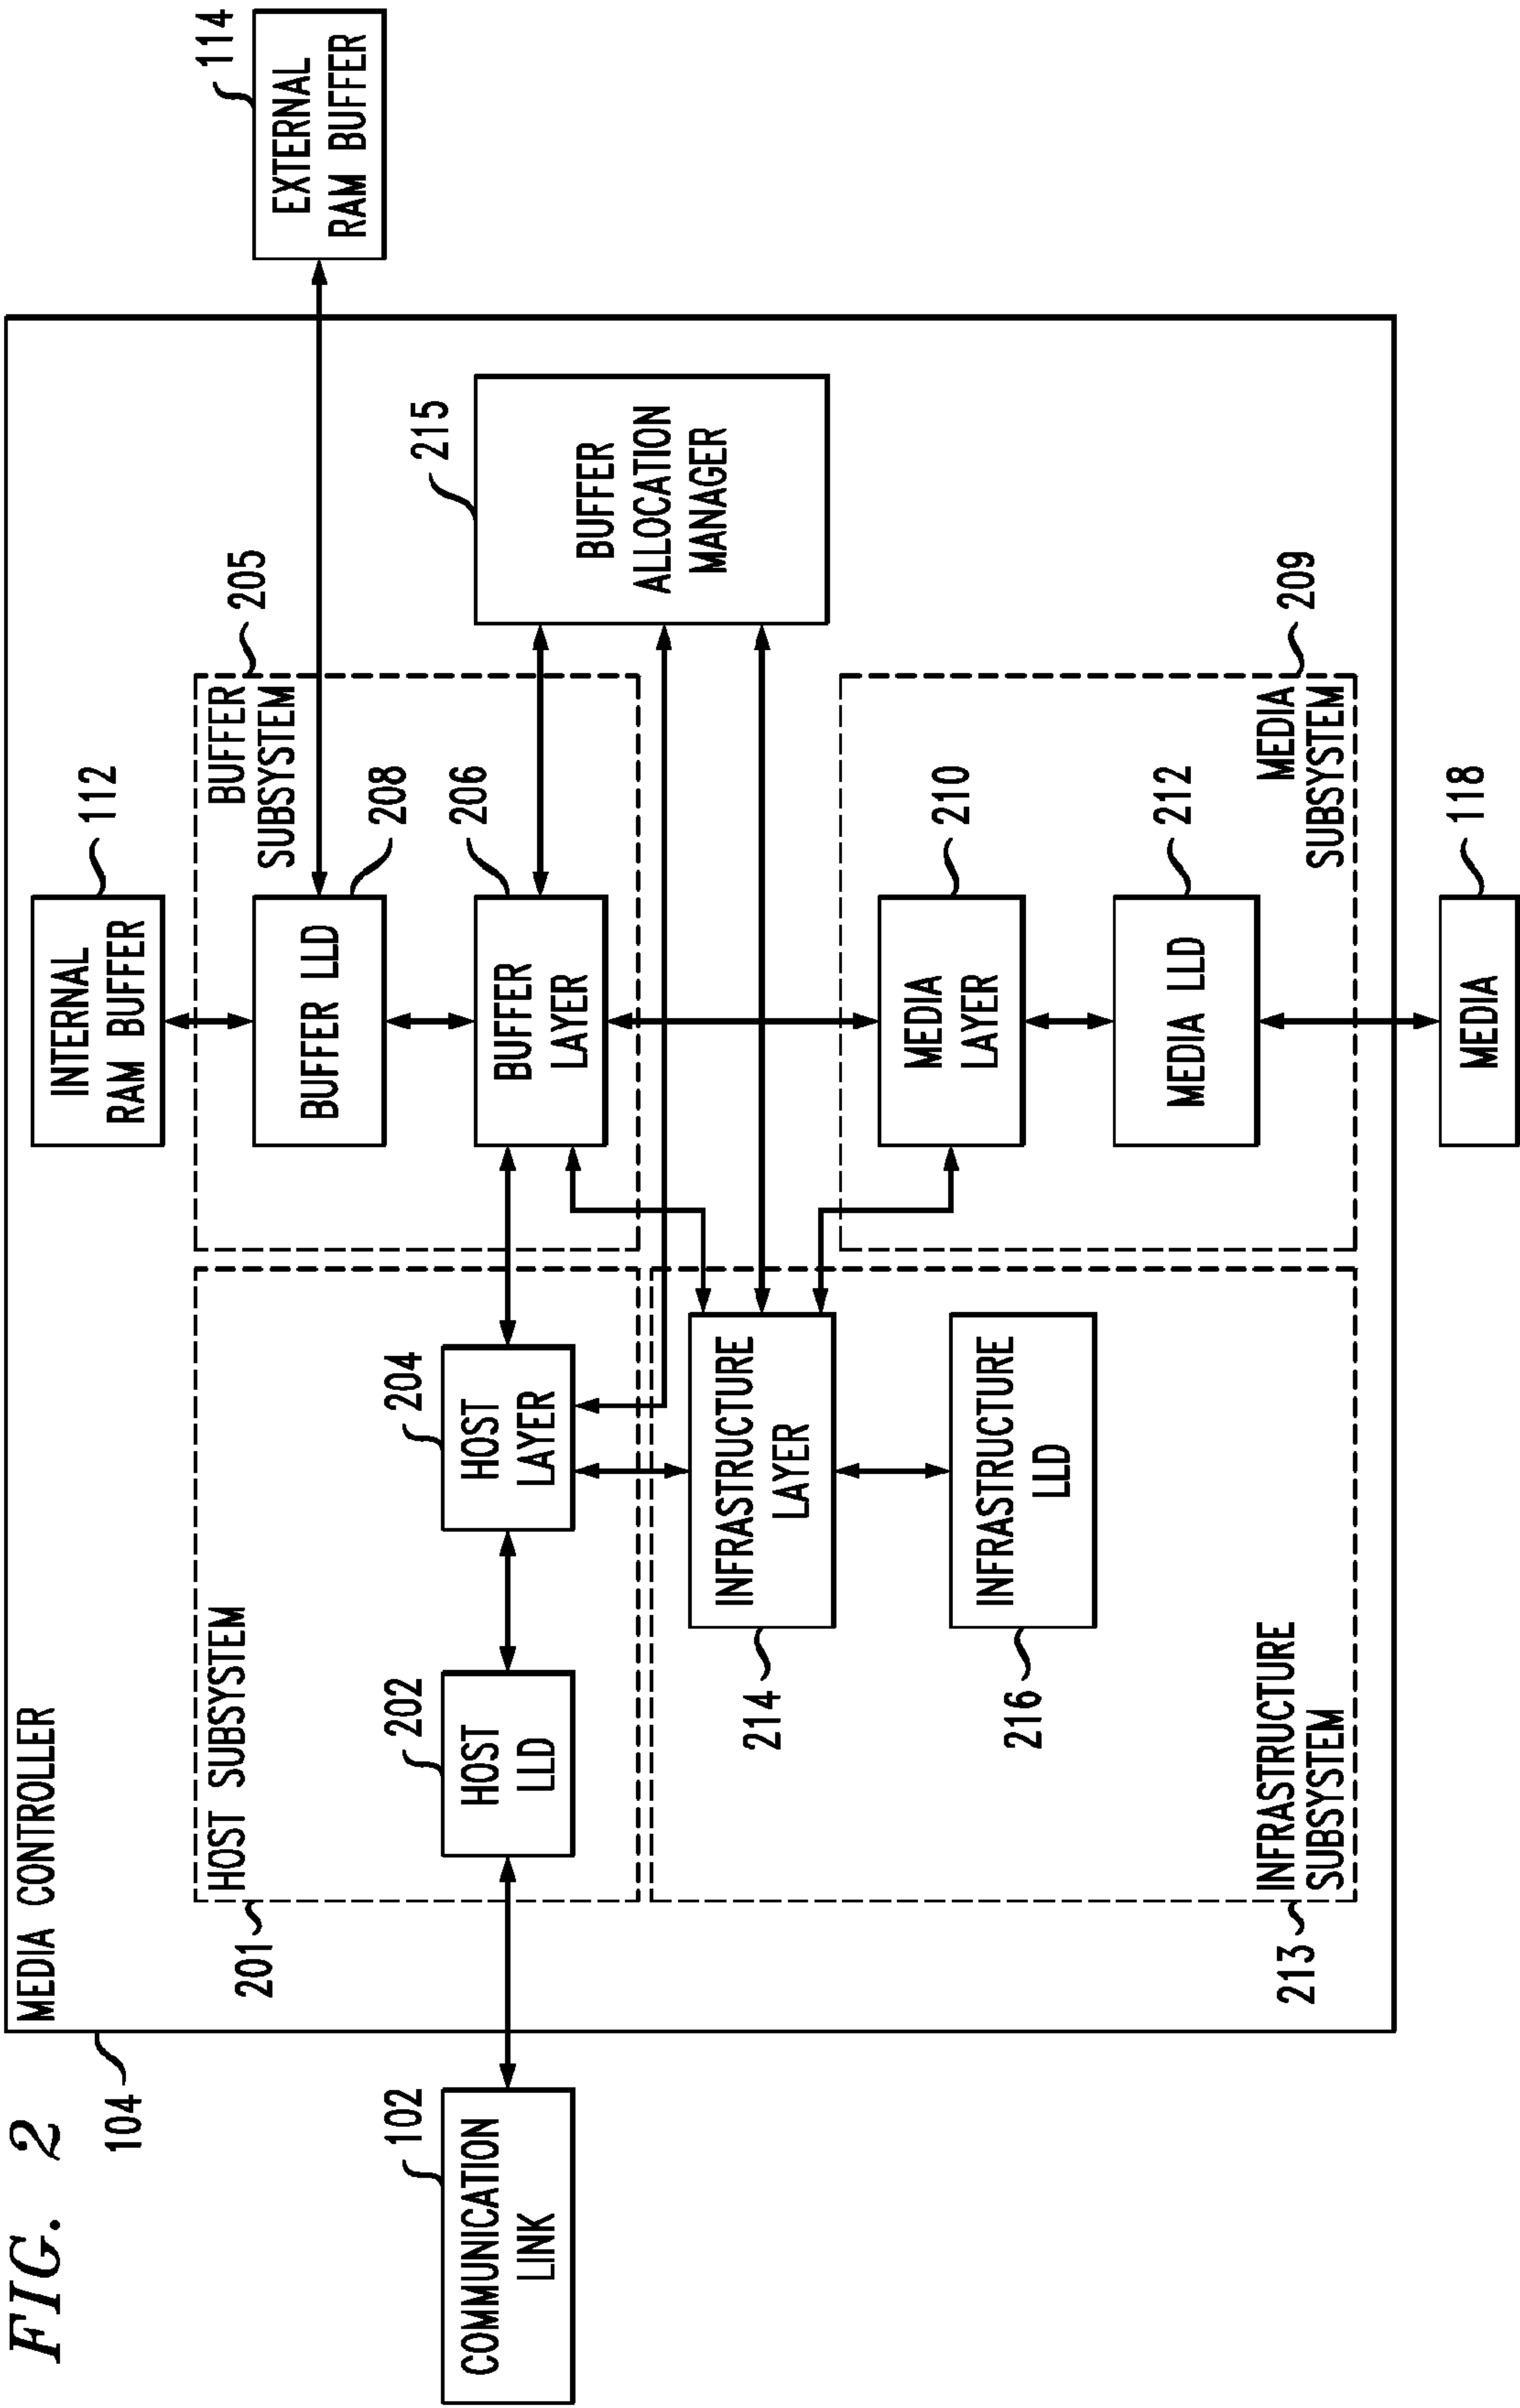 FIG. 2
MEDIA CONTROLLER
104
INTERNAL
RAM BUFFER
112
EXTERNAL
RAM BUFFER
114
HOST SUBSYSTEM
201
BUFFER
SUBSYSTEM
205
BUFFER LLD
208
COMMUNICATION
LINK
102
HOST
LLD
202
HOST
LAYER
204
BUFFER
LAYER
206
BUFFER
ALLOCATION
MANAGER
215
INFRASTRUCTURE
LAYER
214
MEDIA
LAYER
210
INFRASTRUCTURE
LLD
216
MEDIA LLD
212
INFRASTRUCTURE
SUBSYSTEM
213
MEDIA
SUBSYSTEM
209
MEDIA
118